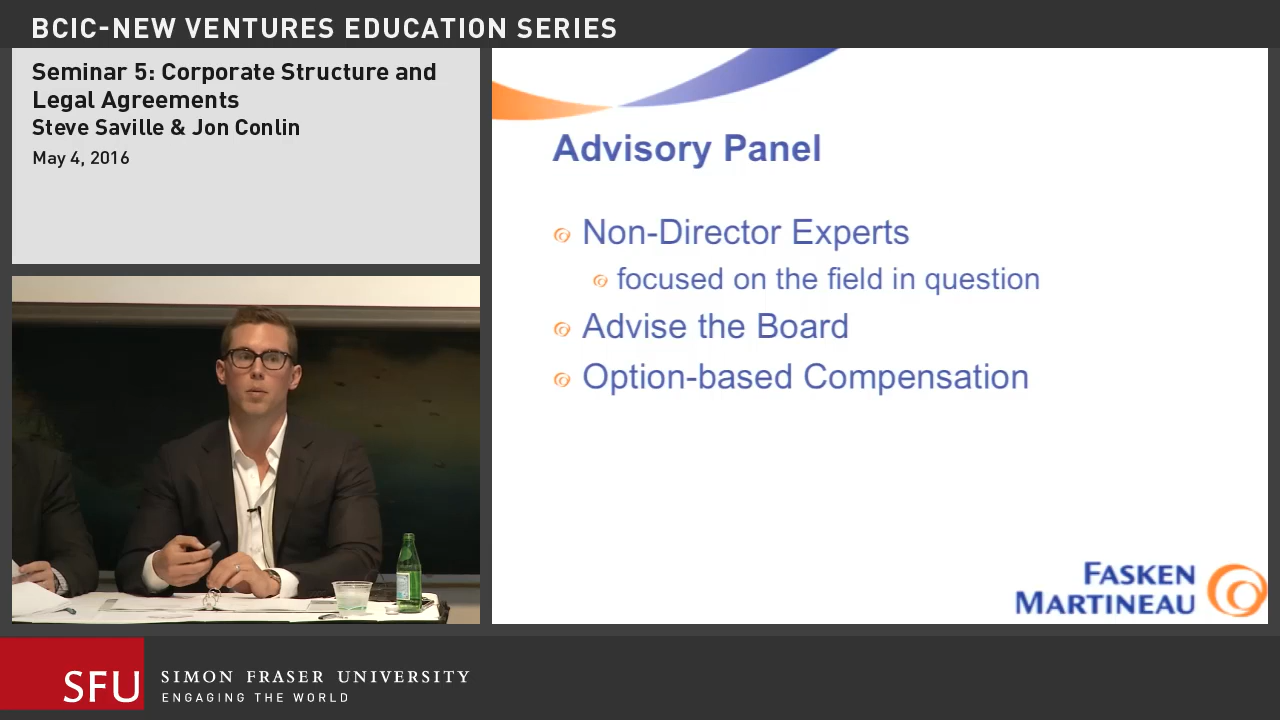 BCIC-NEW VENTURES EDUCATION SERIES
Seminar 5: Corporate Structure and
Legal Agreements
Steve Saville & Jon Conlin
May 4, 2016
Advisory Panel
Non-Director Experts
focused on the field in question
Advise the Board
Option-based Compensation
FASKEN
MARTINEAU
SFU
SIMON FRASER UNIVERSITY
ENGAGING THE WORLD